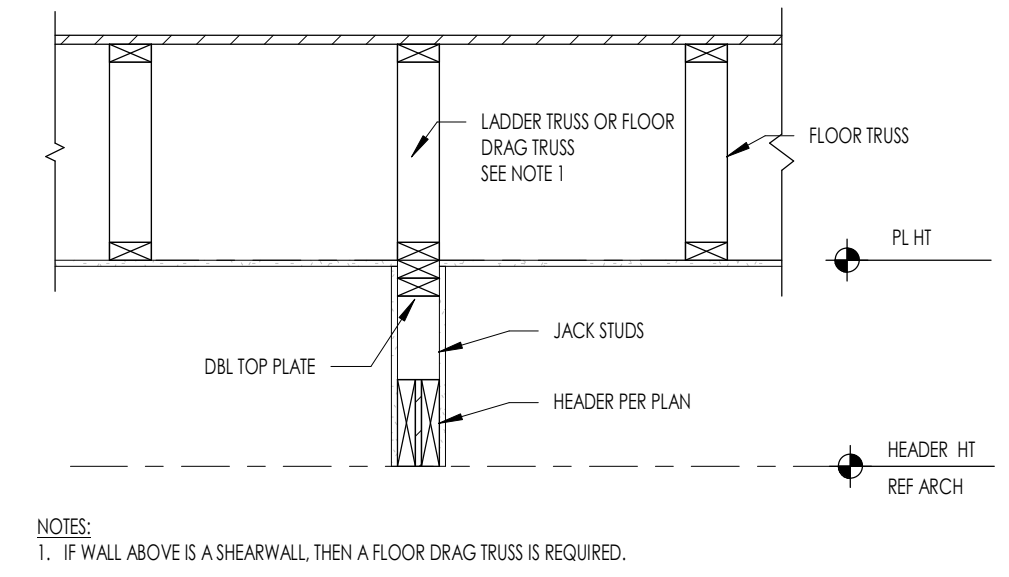 LADDER TRUSS OR FLOOR
DRAG TRUSS
SEE NOTE 1
FLOOR TRUSS
PL HT
JACK STUDS
DBL TOP PLATE
HEADER PER PLAN
HEADER HT
REF ARCH
NOTES:
1. IF WALL ABOVE IS A SHEARWALL, THEN A FLOOR DRAG TRUSS IS REQUIRED.